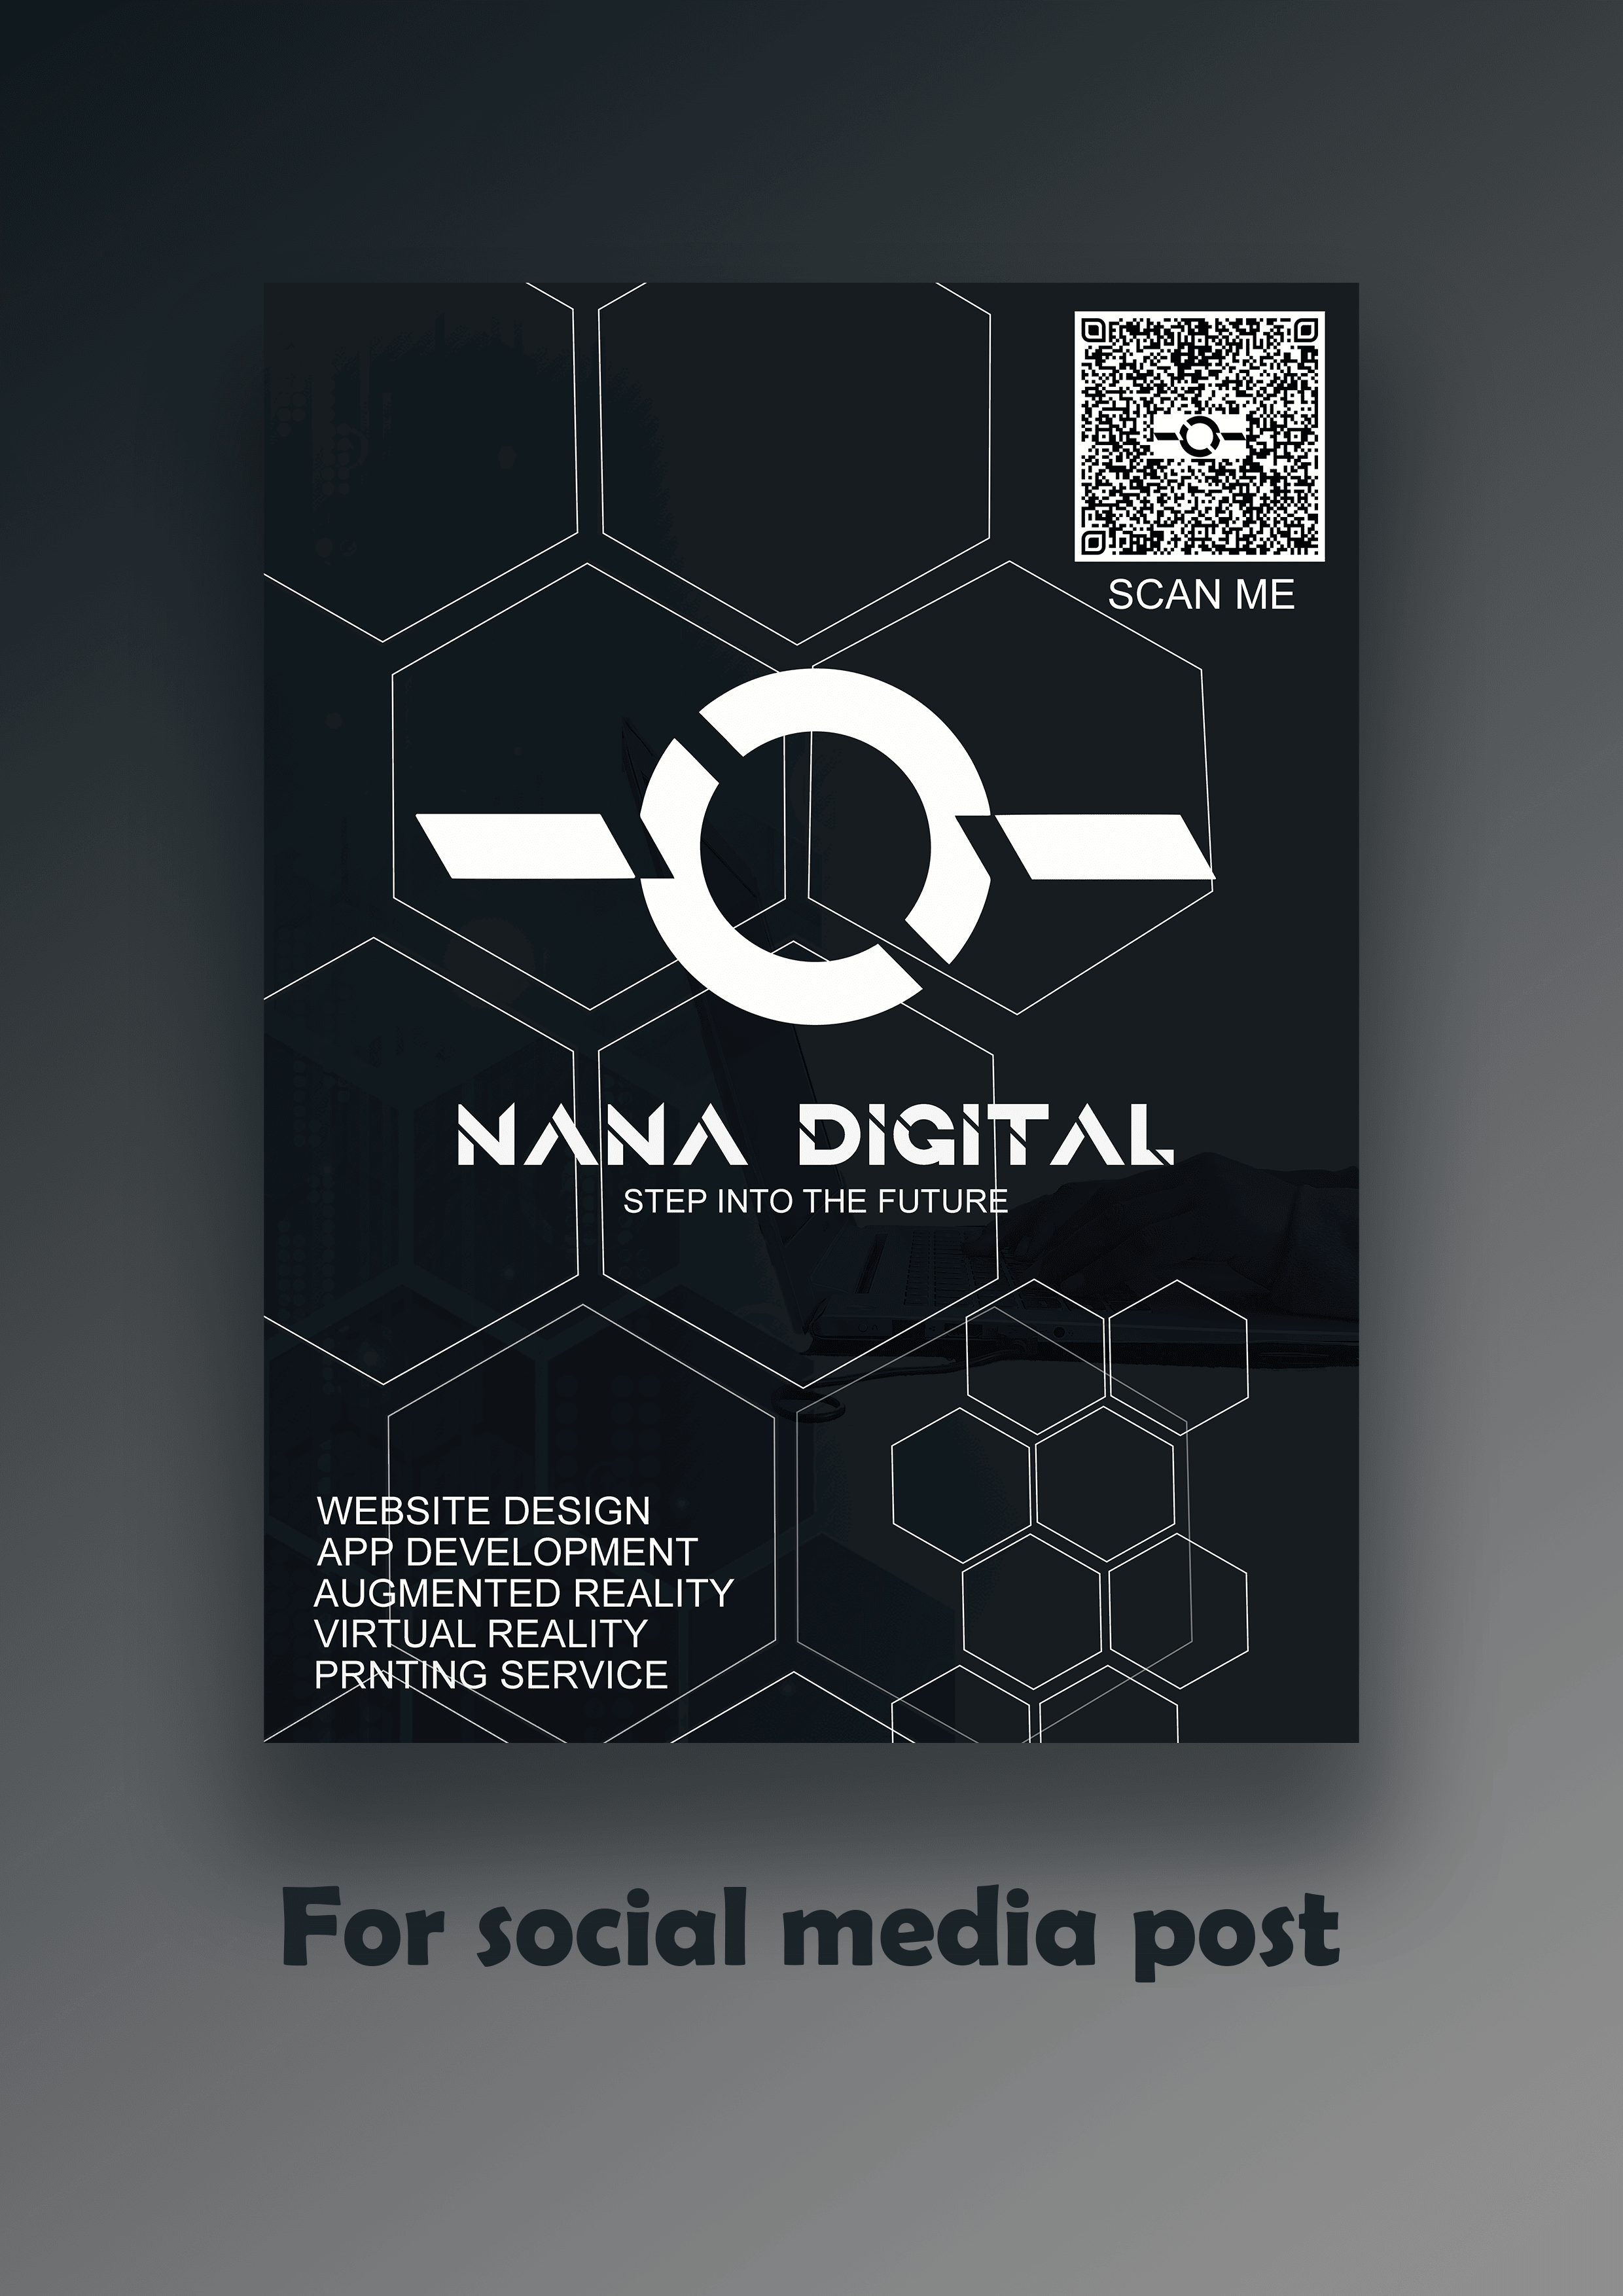 SCAN ME
NANA DIGITAL
STEP INTO THE FUTURE
WEBSITE DESIGN
APP DEVELOPMENT
AUGMENTED REALITY
VIRTUAL REALITY
PRNTING SERVICE
For social media post